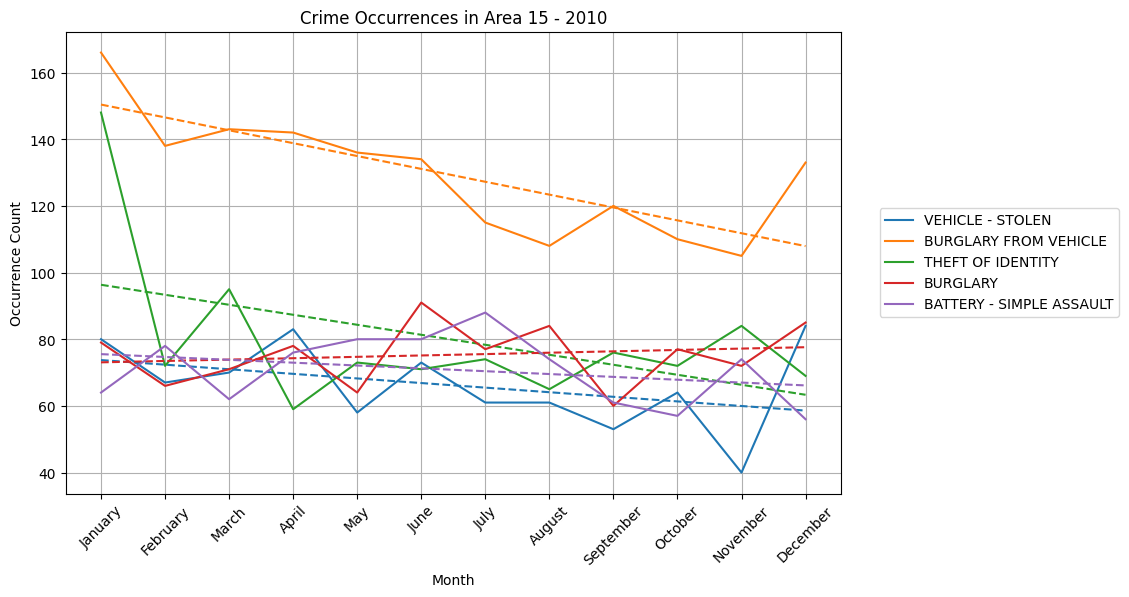 Crime Occurrences in Area 15 - 2010
Occurrence Count
160
140
120
100
80
60
40
January
February
March
April
May
June
July
August
September
October
November
December
Month
VEHICLE - STOLEN
BURGLARY FROM VEHICLE
THEFT OF IDENTITY
BURGLARY
BATTERY - SIMPLE ASSAULT